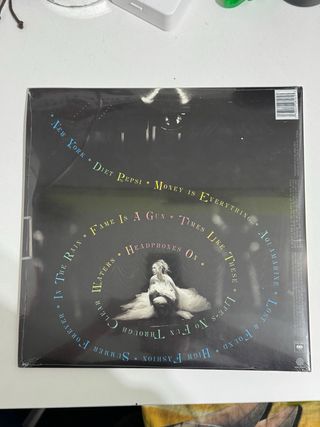 • New York • Diet Pepsi • Money is Everything • Aquamarine • Lost & Found • High Fashion • Summer Forever • In The Rain • Fame Is A Gun • Times Like These • Life's No Fun Through Clear Waters • Headphones On •